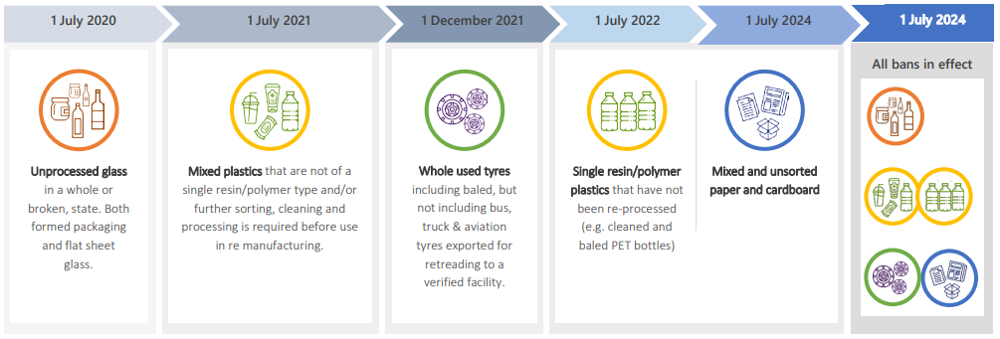 1 July 2020
1 July 2021
1 December 2021
1 July 2022
1 July 2024
1 July 2024
Unprocessed glass
in a whole or
broken, state. Both
formed packaging
and flat sheet
glass.
Mixed plastics that are not of a
single resin/polymer type and/or
further sorting, cleaning and
processing is required before use
in re manufacturing.
Whole used tyres
including baled, but
not including bus,
truck & aviation
tyres exported for
retreading to a
verified facility.
Single resin/polymer
plastics that have not
been re-processed
(e.g. cleaned and
baled PET bottles)
Mixed and unsorted
paper and cardboard
All bans in effect